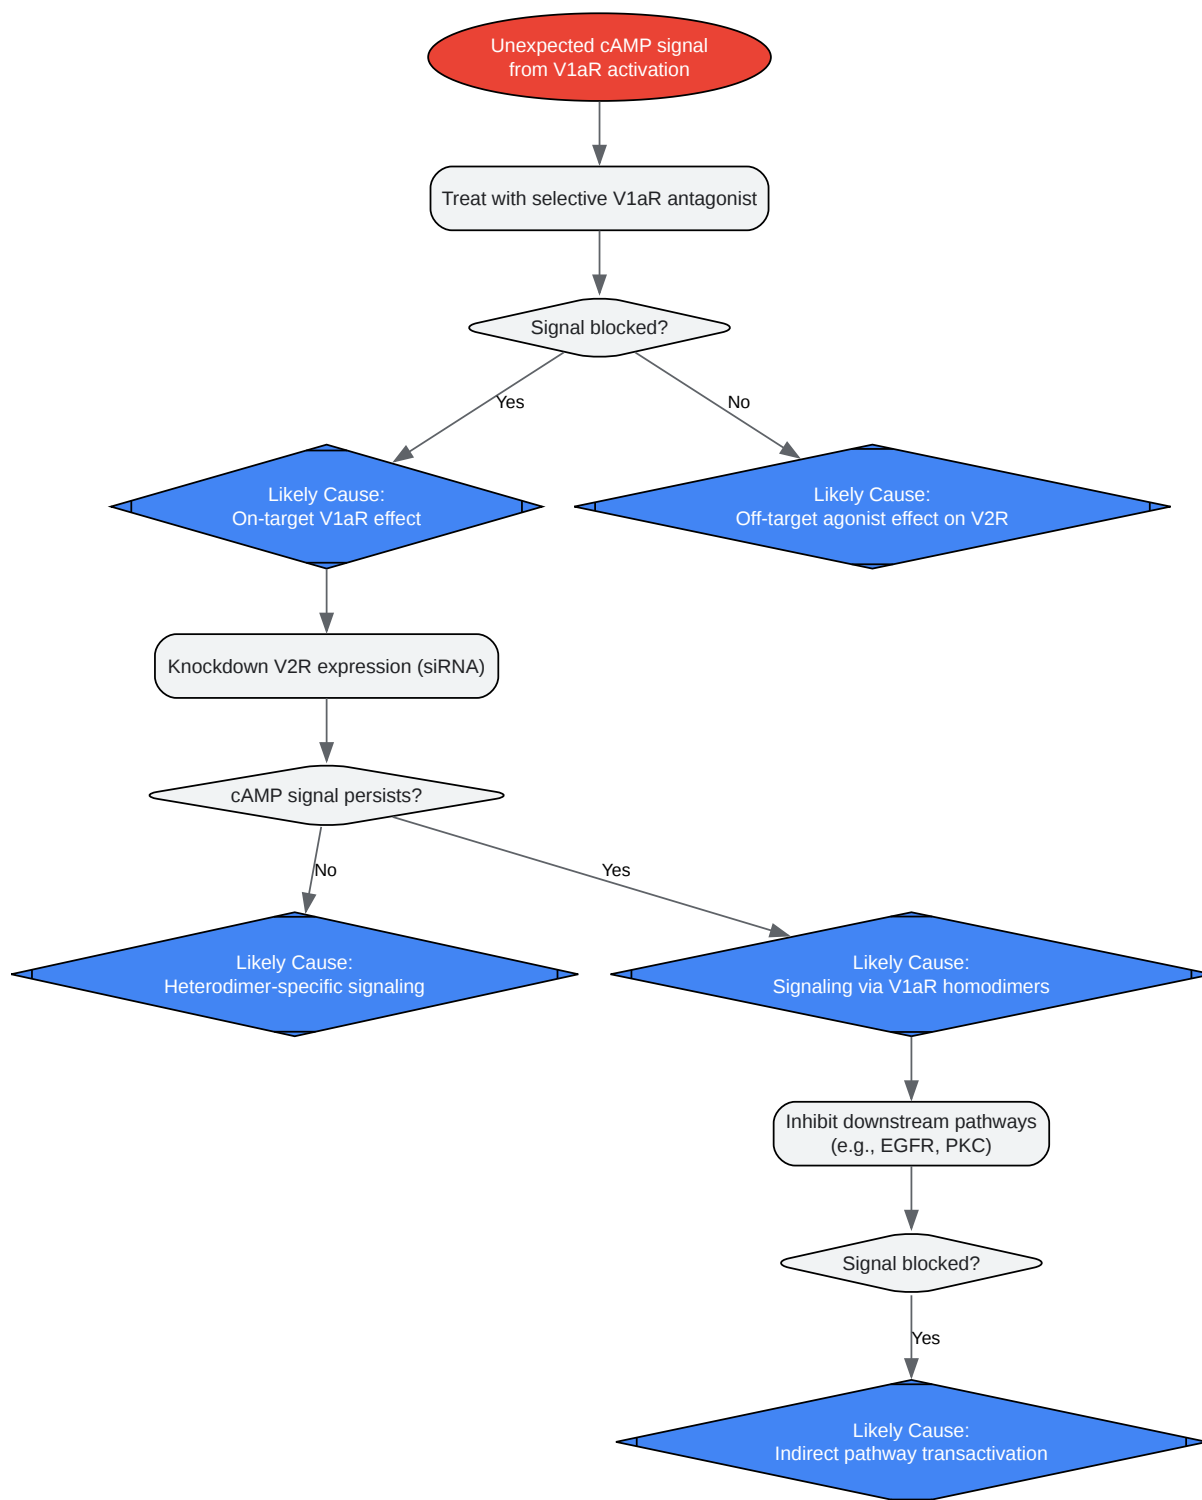 Unexpected cAMP signal
from V1aR activation
Treat with selective V1aR antagonist
Signal blocked?
Yes
No
Likely Cause:
On-target V1aR effect
Likely Cause:
Off-target agonist effect on V2R
Knockdown V2R expression (siRNA)
cAMP signal persists?
No
Yes
Likely Cause:
Heterodimer-specific signaling
Likely Cause:
Signaling via V1aR homodimers
Inhibit downstream pathways
(e.g., EGFR, PKC)
Signal blocked?
Yes
Likely Cause:
Indirect pathway transactivation